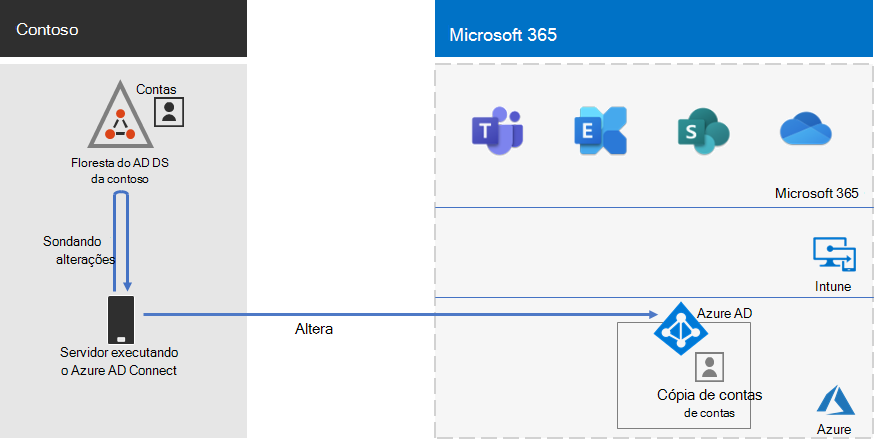 Contoso
Contas
Floresta do AD DS
da contoso
Sondando
alterações
Servidor executando
o Azure AD Connect
Altera
Microsoft 365
T
E
S
Microsoft 365
Intune
Azure AD
Cópia de contas
de contas
Azure